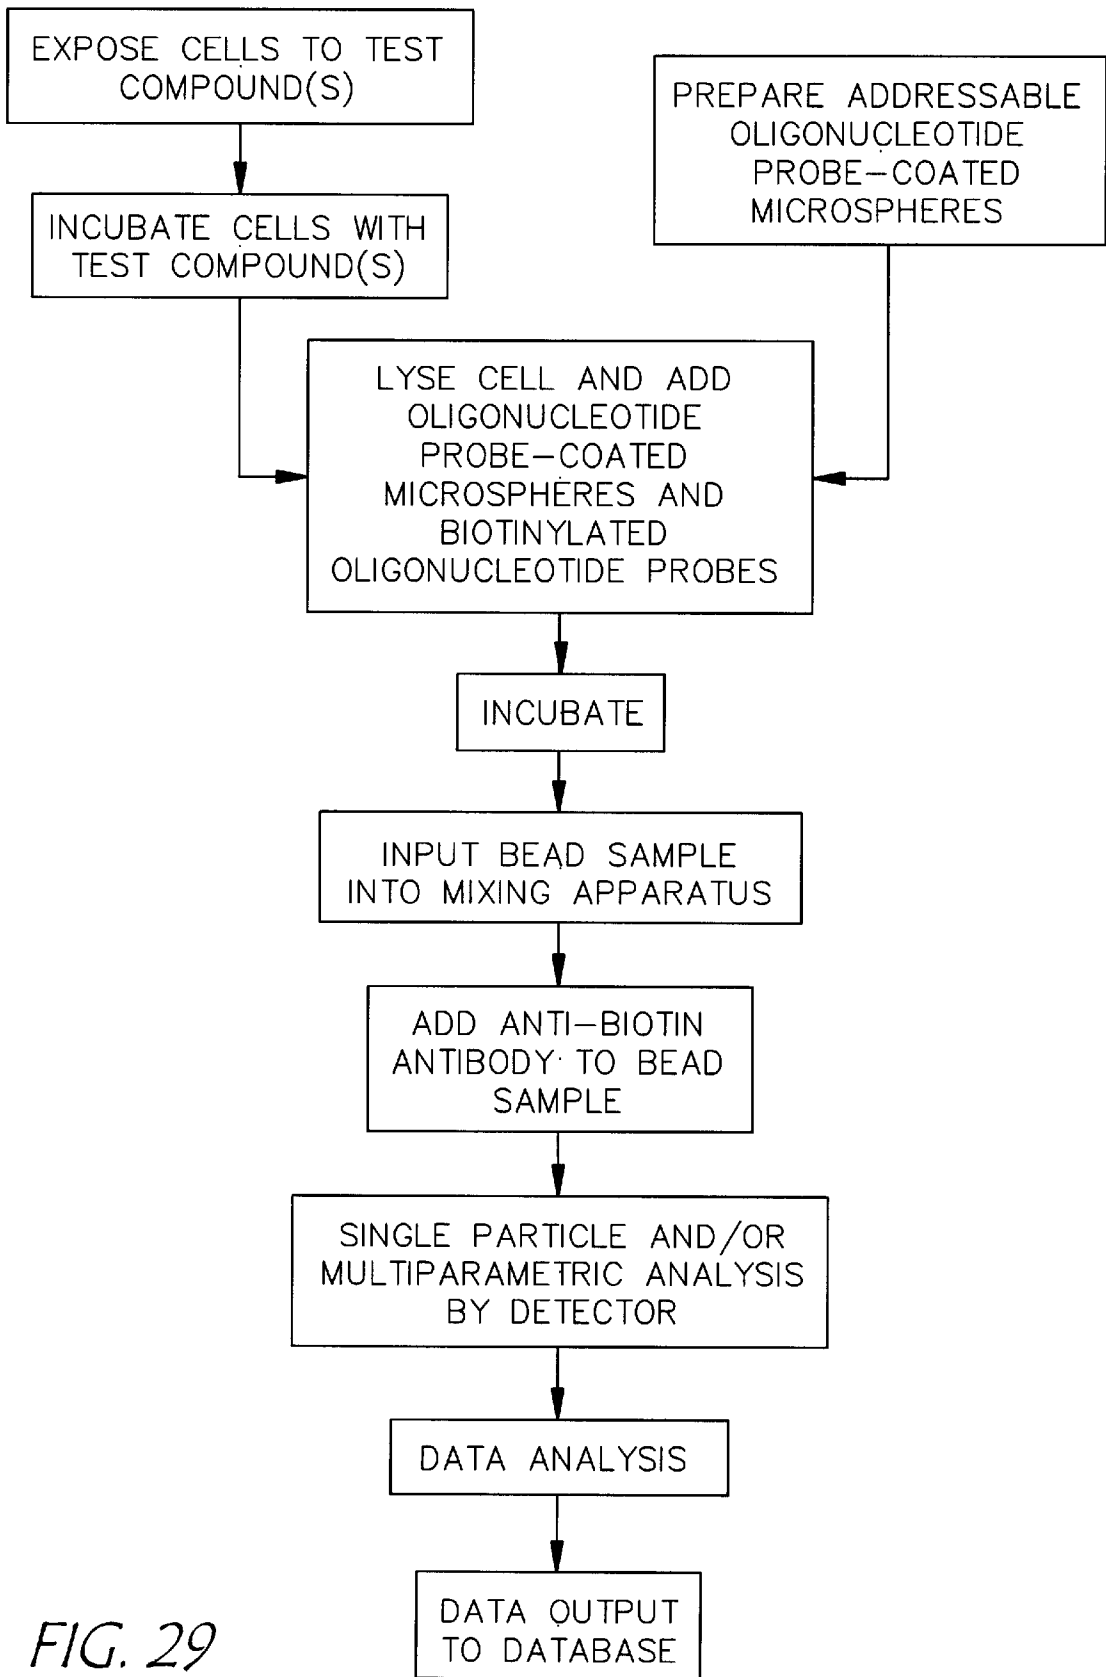 EXPOSE CELLS TO TEST
COMPOUND(S)
PREPARE ADDRESSABLE
OLIGONUCLEOTIDE
PROBE-COATED
MICROSPHERES
INCUBATE CELLS WITH
TEST COMPOUND(S)
LYSE CELL AND ADD
OLIGONUCLEOTIDE
PROBE-COATED
MICROSPHERES AND
BIOTINYLATED
OLIGONUCLEOTIDE PROBES
INCUBATE
INPUT BEAD SAMPLE
INTO MIXING APPARATUS
ADD ANTI-BIOTIN
ANTIBODY TO BEAD
SAMPLE
SINGLE PARTICLE AND/OR
MULTIPARAMETRIC ANALYSIS
BY DETECTOR
DATA ANALYSIS
DATA OUTPUT
TO DATABASE
FIG. 29